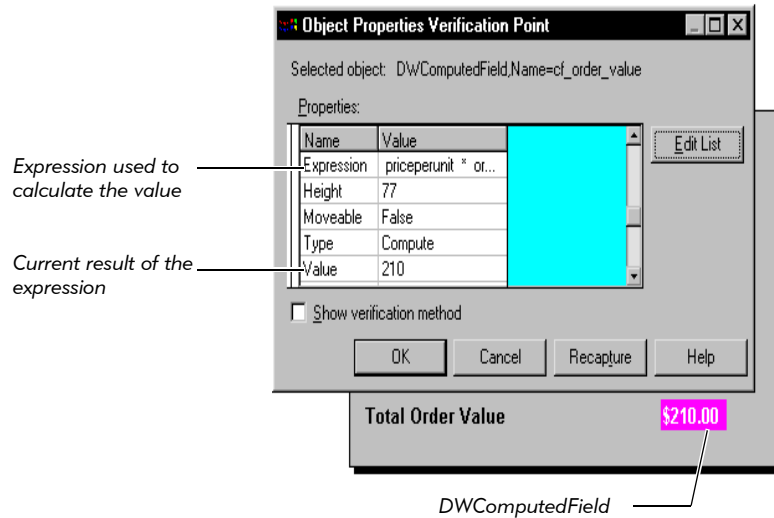 Object Properties Verification Point
Selected object: DWComputedField,Name=cf_order_value
Properties:
Name Value
Expression priceperunit * or...
Height 77
Moveable False
Type Compute
Value 210
Edit List
Expression used to
calculate the value
Current result of the
expression
Show verification method
OK Cancel Recapture Help
Total Order Value $210.00
DWComputedField